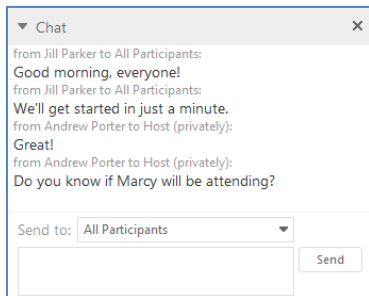 Chat
from Jill Parker to All Participants:
Good morning, everyone!
from Jill Parker to All Participants:
We'll get started in just a minute.
from Andrew Porter to Host (privately):
Great!
from Andrew Porter to Host (privately):
Do you know if Marcy will be attending?
Send to: All Participants
Send